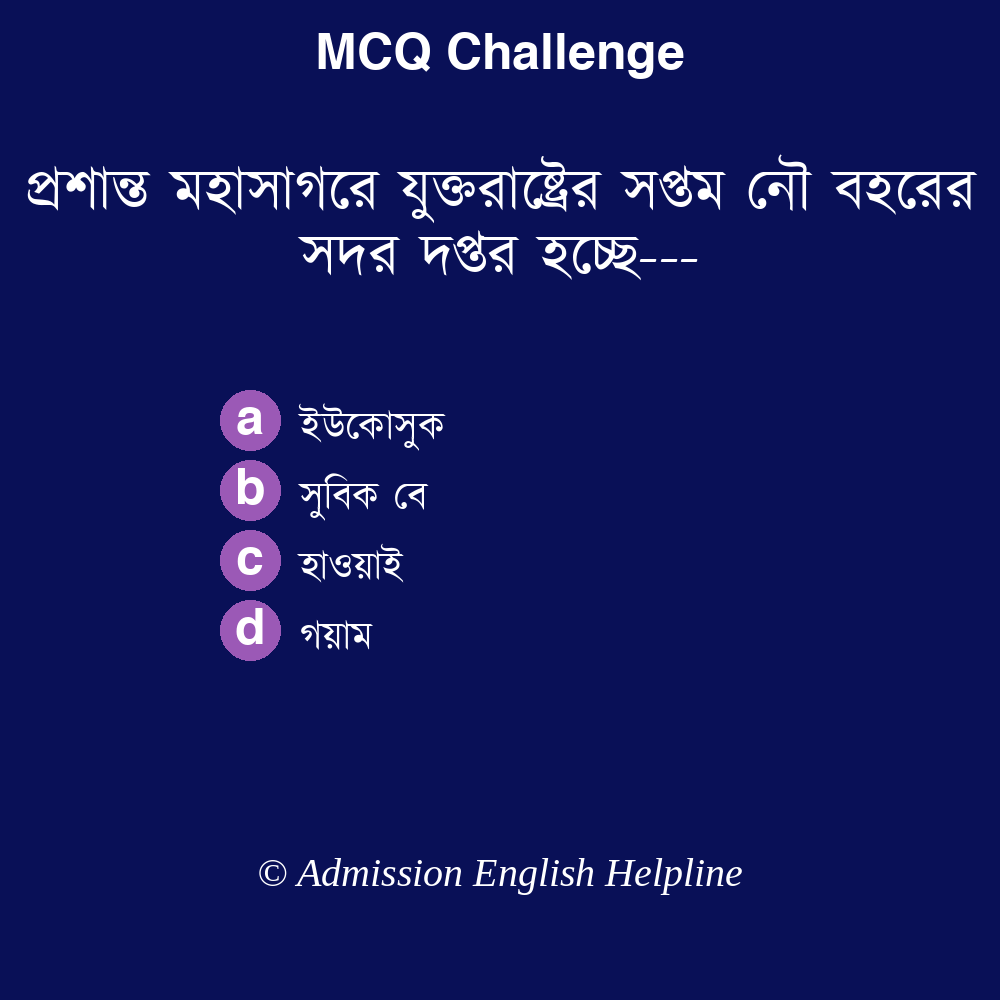 MCQ Challenge
প্রশান্ত মহাসাগরে যুক্তরাষ্ট্রের সপ্তম নৌ বহরের
সদর দপ্তর হচ্ছে---
a ইউকোসুক
b সুবিক বে
c হাওয়াই
d গয়াম
© Admission English Helpline